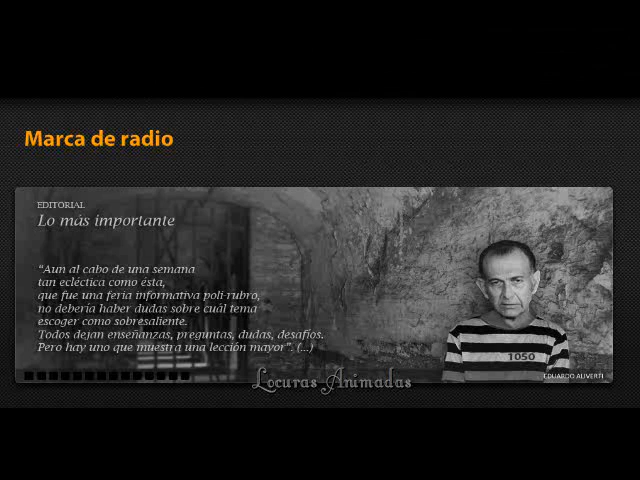 Marca de radio
EDITORIAL
Lo más importante
"Aun al cabo de una semana
tan ecléctica como ésta,
que fue una feria informativa poli-rubro,
no debería haber dudas sobre cuál tema
escoger como sobresaliente.
Todos dejan enseñanzas, preguntas, dudas, desafíos.
Pero hay uno que muestra una lección mayor". (...)
1050
EDUARDO ALIVERTI
Locuras Animadas